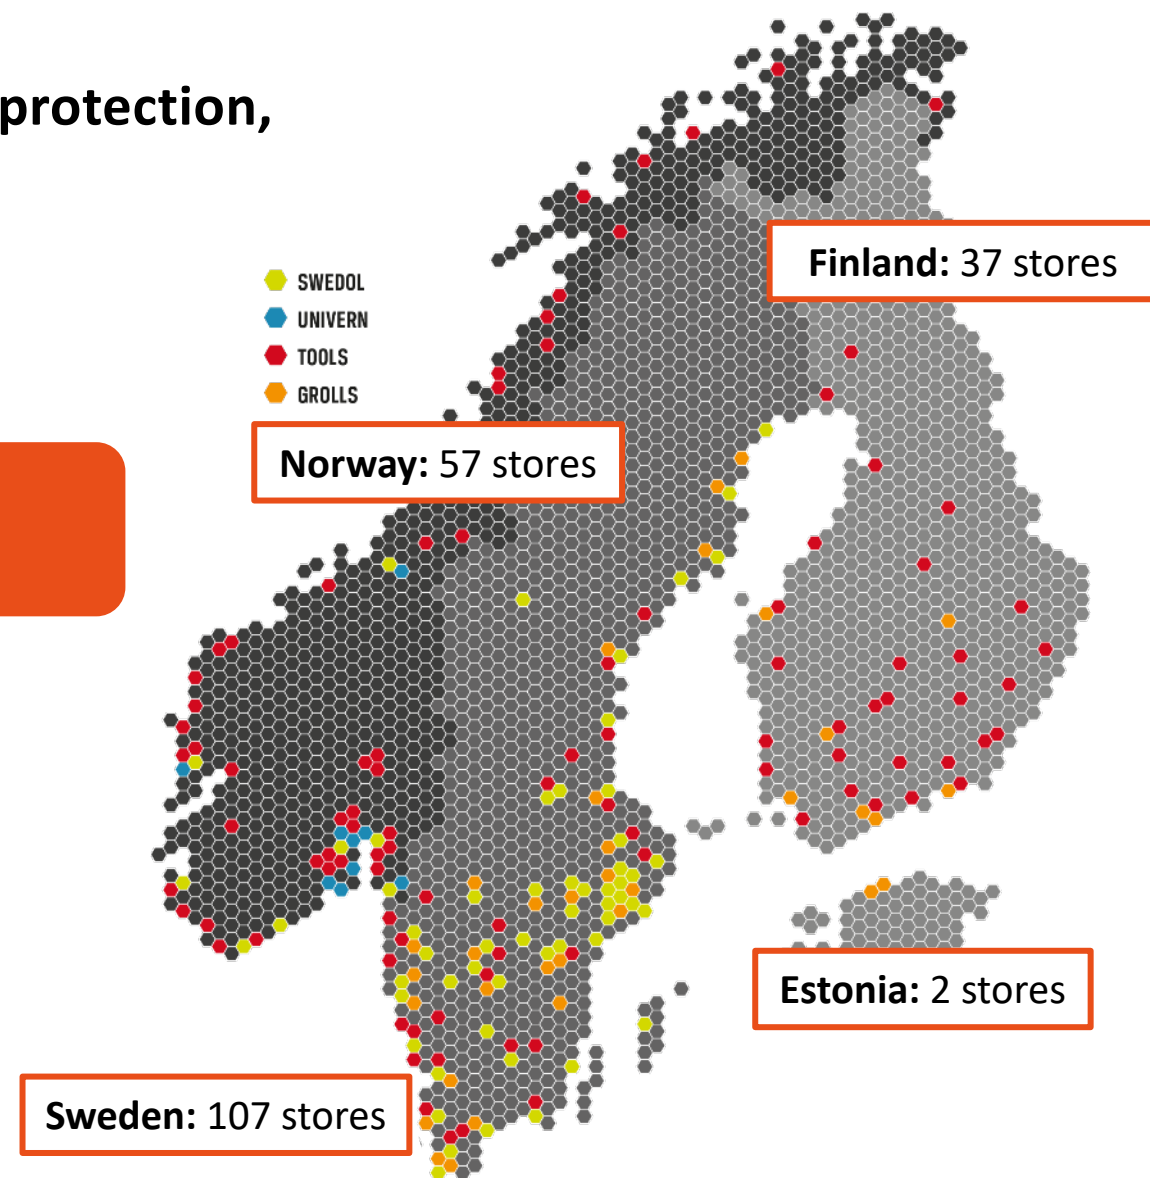 protection,
SWEDOL
UNIVERN
TOOLS
GROLLS
Finland: 37 stores
Norway: 57 stores
Estonia: 2 stores
Sweden: 107 stores